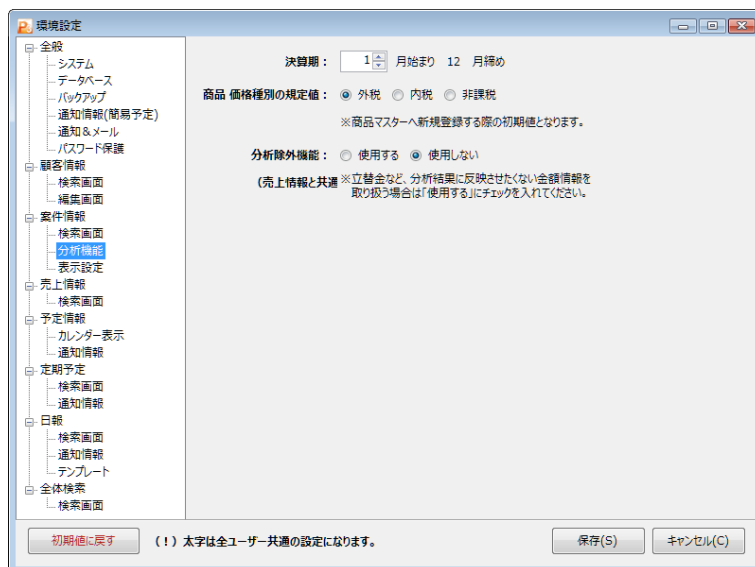 環境設定
全般
システム
データベース
バックアップ
通知情報(簡易予定)
通知＆メール
パスワード保護
顧客情報
検索画面
編集画面
案件情報
検索画面
分析機能
表示設定
売上情報
検索画面
予定情報
カレンダー表示
通知情報
定期予定
検索画面
通知情報
日報
検索画面
通知情報
テンプレート
全体検索
検索画面
決算期： 1 月始まり 12 月締め
商品 価格種別の規定値： 外税 内税 非課税
※商品マスターへ新規登録する際の初期値となります。
分析除外機能： 使用する 使用しない
(売上情報と共通 ※立替金など、分析結果に反映させたくない金額情報を
取り扱う場合は「使用する」にチェックを入れてください。
初期値に戻す (！) 太字は全ユーザー共通の設定になります。 保存(S) キャンセル(C)